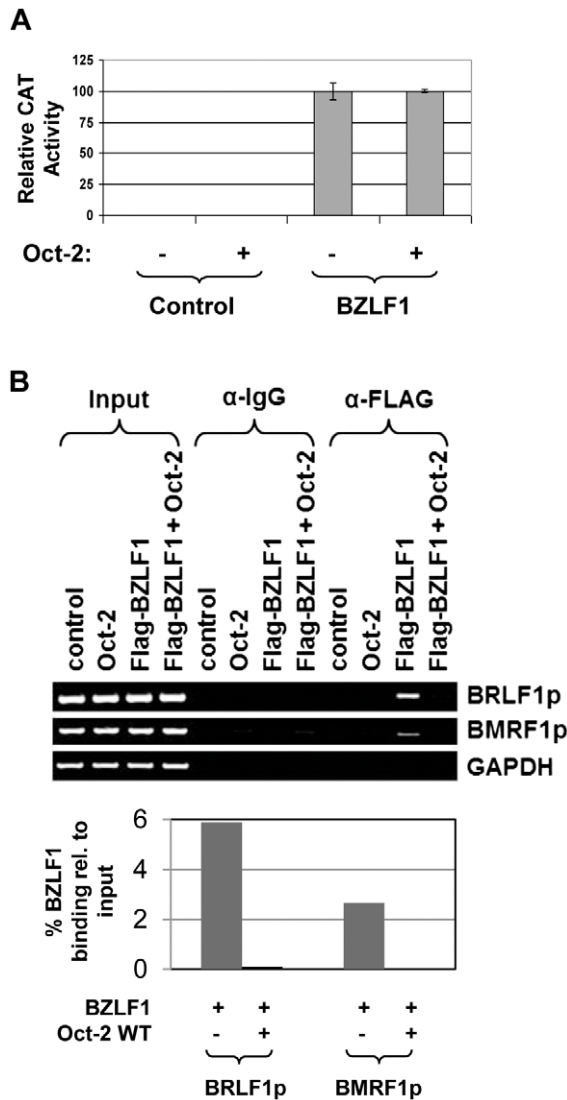 A
Relative CAT
Activity
125
100
75
50
25
0
Oct-2: - + - +
Control BZLF1
B
Input α-IgG α-FLAG
control
Oct-2
Flag-BZLF1
Flag-BZLF1 + Oct-2
control
Oct-2
Flag-BZLF1
Flag-BZLF1 + Oct-2
control
Oct-2
Flag-BZLF1
Flag-BZLF1 + Oct-2
BRLF1p
BMRF1p
GAPDH
% BZLF1
binding rel. to
input
6
4
2
0
BZLF1 + + + +
Oct-2 WT - + - +
BRLF1p BMRF1p